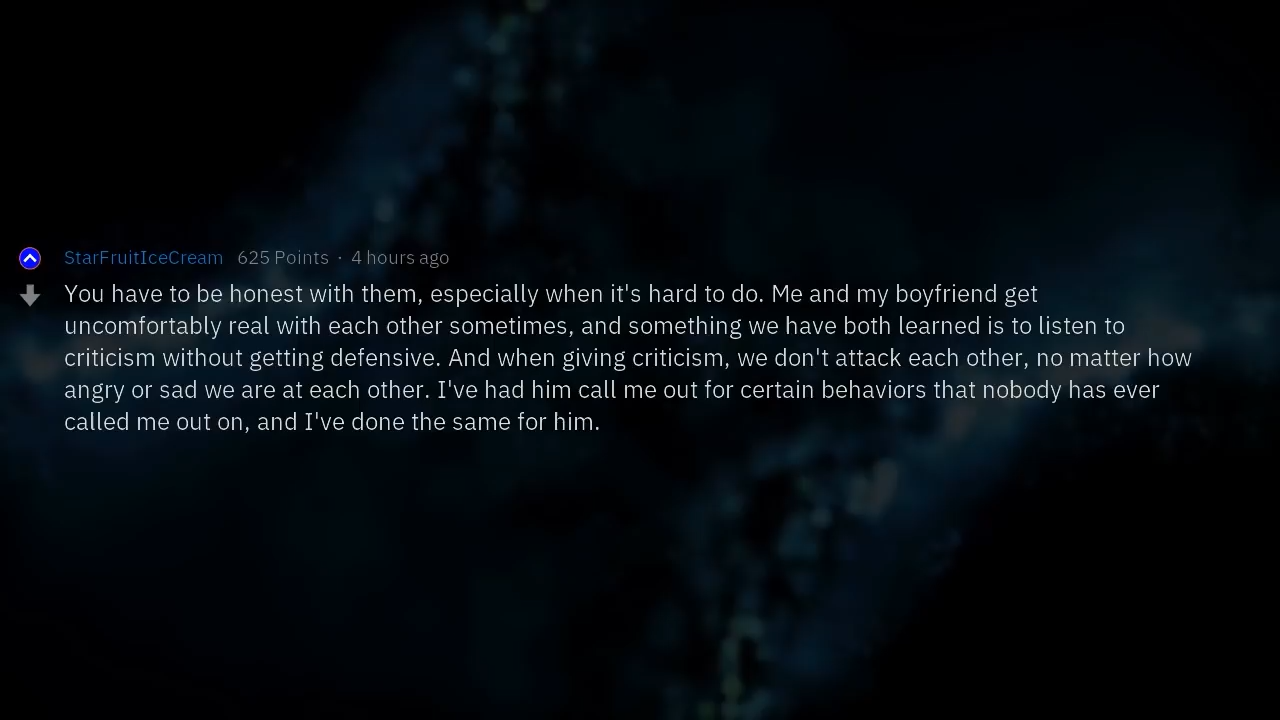 StarFruitIceCream 625 Points · 4 hours ago
You have to be honest with them, especially when it's hard to do. Me and my boyfriend get
uncomfortably real with each other sometimes, and something we have both learned is to listen to
criticism without getting defensive. And when giving criticism, we don't attack each other, no matter how
angry or sad we are at each other. I've had him call me out for certain behaviors that nobody has ever
called me out on, and I've done the same for him.